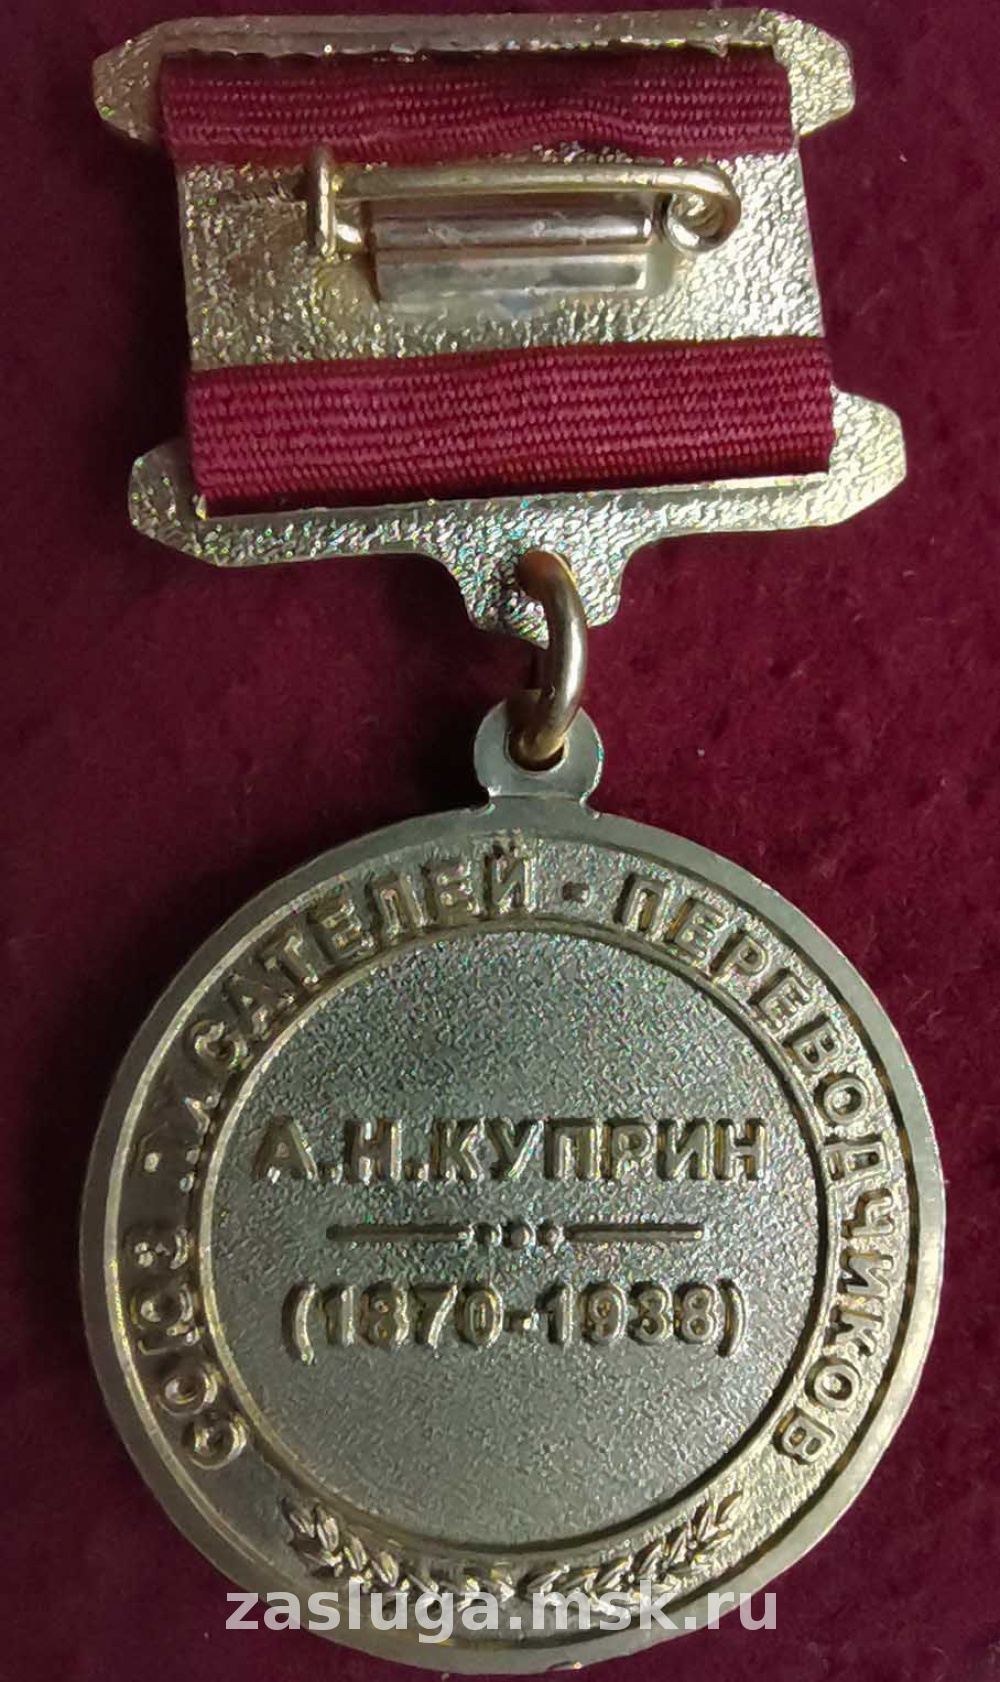 СОЮЗ ПИСАТЕЛЕЙ - ПЕРЕВОДЧИКОВ
А.Н.КУПРИН
(1870-1938)
zasluga.msk.ru